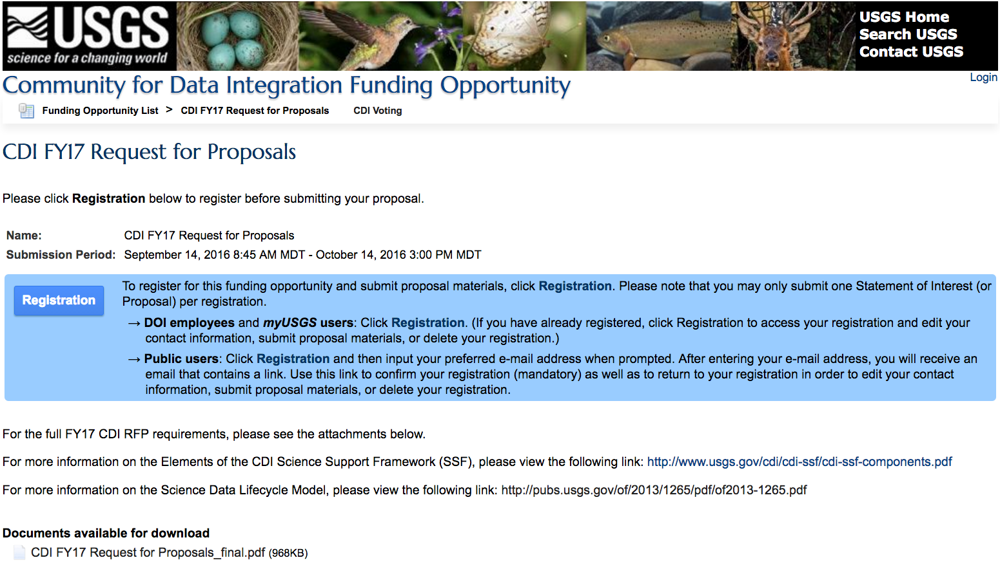 USGS
science for a changing world
USGS Home
Search USGS
Contact USGS
Community for Data Integration Funding Opportunity
Login
Funding Opportunity List > CDI FY17 Request for Proposals CDI Voting
CDI FY17 Request for Proposals
Please click Registration below to register before submitting your proposal.
Name: CDI FY17 Request for Proposals
Submission Period: September 14, 2016 8:45 AM MDT - October 14, 2016 3:00 PM MDT
Registration
To register for this funding opportunity and submit proposal materials, click Registration. Please note that you may only submit one Statement of Interest (or
Proposal) per registration.
→ DOI employees and myUSGS users: Click Registration. (If you have already registered, click Registration to access your registration and edit your
contact information, submit proposal materials, or delete your registration.)
→ Public users: Click Registration and then input your preferred e-mail address when prompted. After entering your e-mail address, you will receive an
email that contains a link. Use this link to confirm your registration (mandatory) as well as to return to your registration in order to edit your contact
information, submit proposal materials, or delete your registration.
For the full FY17 CDI RFP requirements, please see the attachments below.
For more information on the Elements of the CDI Science Support Framework (SSF), please view the following link: http://www.usgs.gov/cdi/cdi-ssf/cdi-ssf-components.pdf
For more information on the Science Data Lifecycle Model, please view the following link: http://pubs.usgs.gov/of/2013/1265/pdf/of2013-1265.pdf
Documents available for download
CDI FY17 Request for Proposals_final.pdf (968KB)